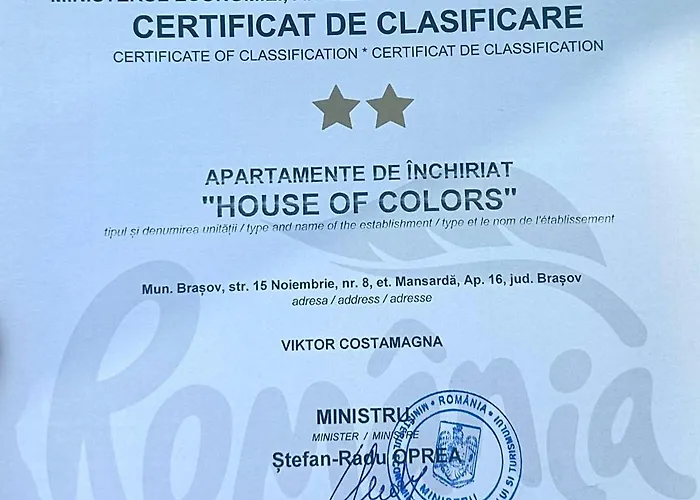 CERTIFICAT DE CLASIFICARE
CERTIFICATE OF CLASSIFICATION * CERTIFICAT DE CLASSIFICATION
APARTAMENTE DE ÎNCHIRIAT
"HOUSE OF COLORS"
tipul și denumirea unității / type and name of the establishment / type et le nom de l'établissement
Mun. Brașov, str. 15 Noiembrie, nr. 8, et. Mansardă, Ap. 16, jud. Brașov
adresa / address / adresse
VIKTOR COSTAMAGNA
România
MINISTRU
MINISTER / MINISTRE
Ștefan-Radu OPREA
ROMÂNIA
MINISTRU